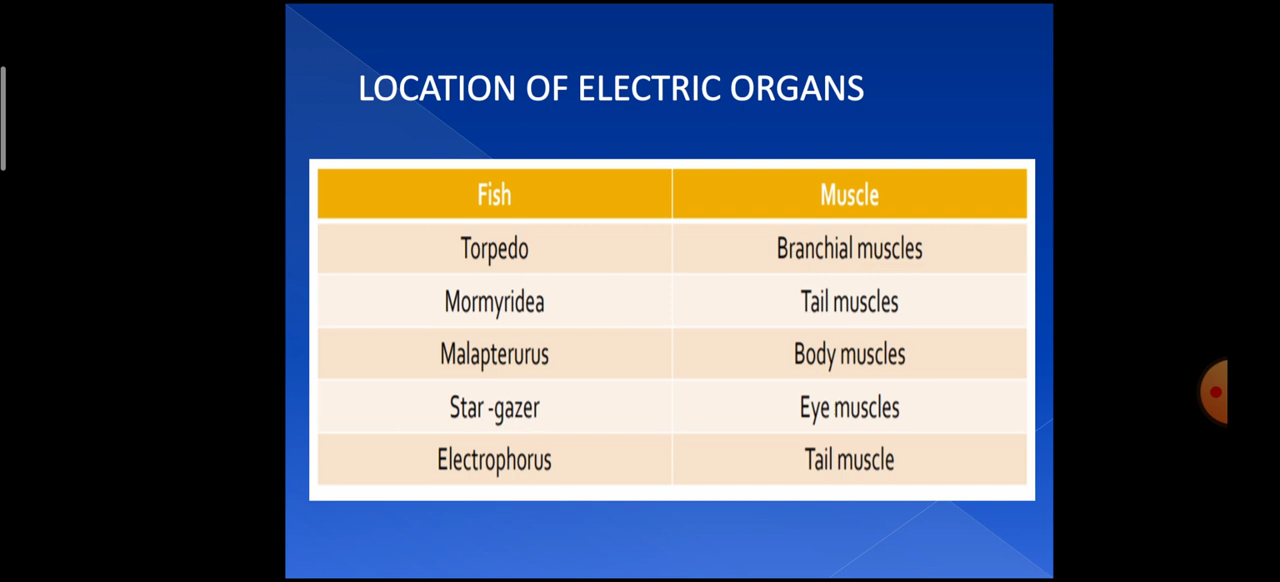 LOCATION OF ELECTRIC ORGANS
Fish Muscle
Torpedo Branchial muscles
Mormyridea Tail muscles
Malapterurus Body muscles
Star -gazer Eye muscles
Electrophorus Tail muscle